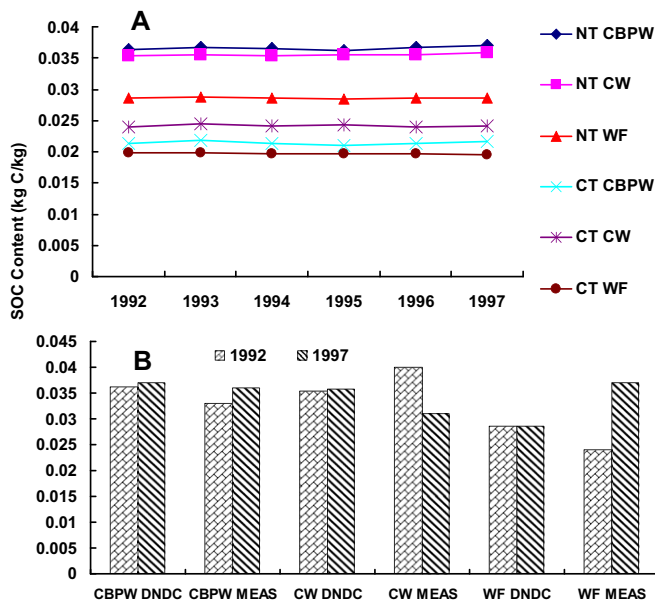 A
0.04
0.035
0.03
0.025
0.02
0.015
0.01
0.005
0
SOC Content (kg C/kg)
1992 1993 1994 1995 1996 1997
NT CBPW
NT CW
NT WF
CT CBPW
CT CW
CT WF
B
1992 1997
0.045
0.04
0.035
0.03
0.025
0.02
0.015
0.01
0.005
0
CBPW DNDC CBPW MEAS CW DNDC CW MEAS WF DNDC WF MEAS